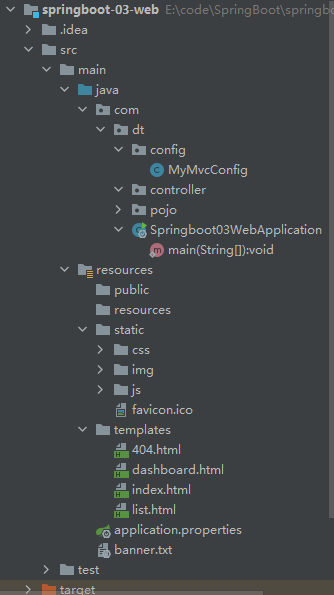 springboot-03-web E:\code\SpringBoot\springbo
.idea
src
main
java
com
dt
config
MyMvcConfig
controller
pojo
Springboot03WebApplication
main(String[]):void
resources
public
resources
static
css
img
js
favicon.ico
templates
404.html
dashboard.html
index.html
list.html
application.properties
banner.txt
test
target